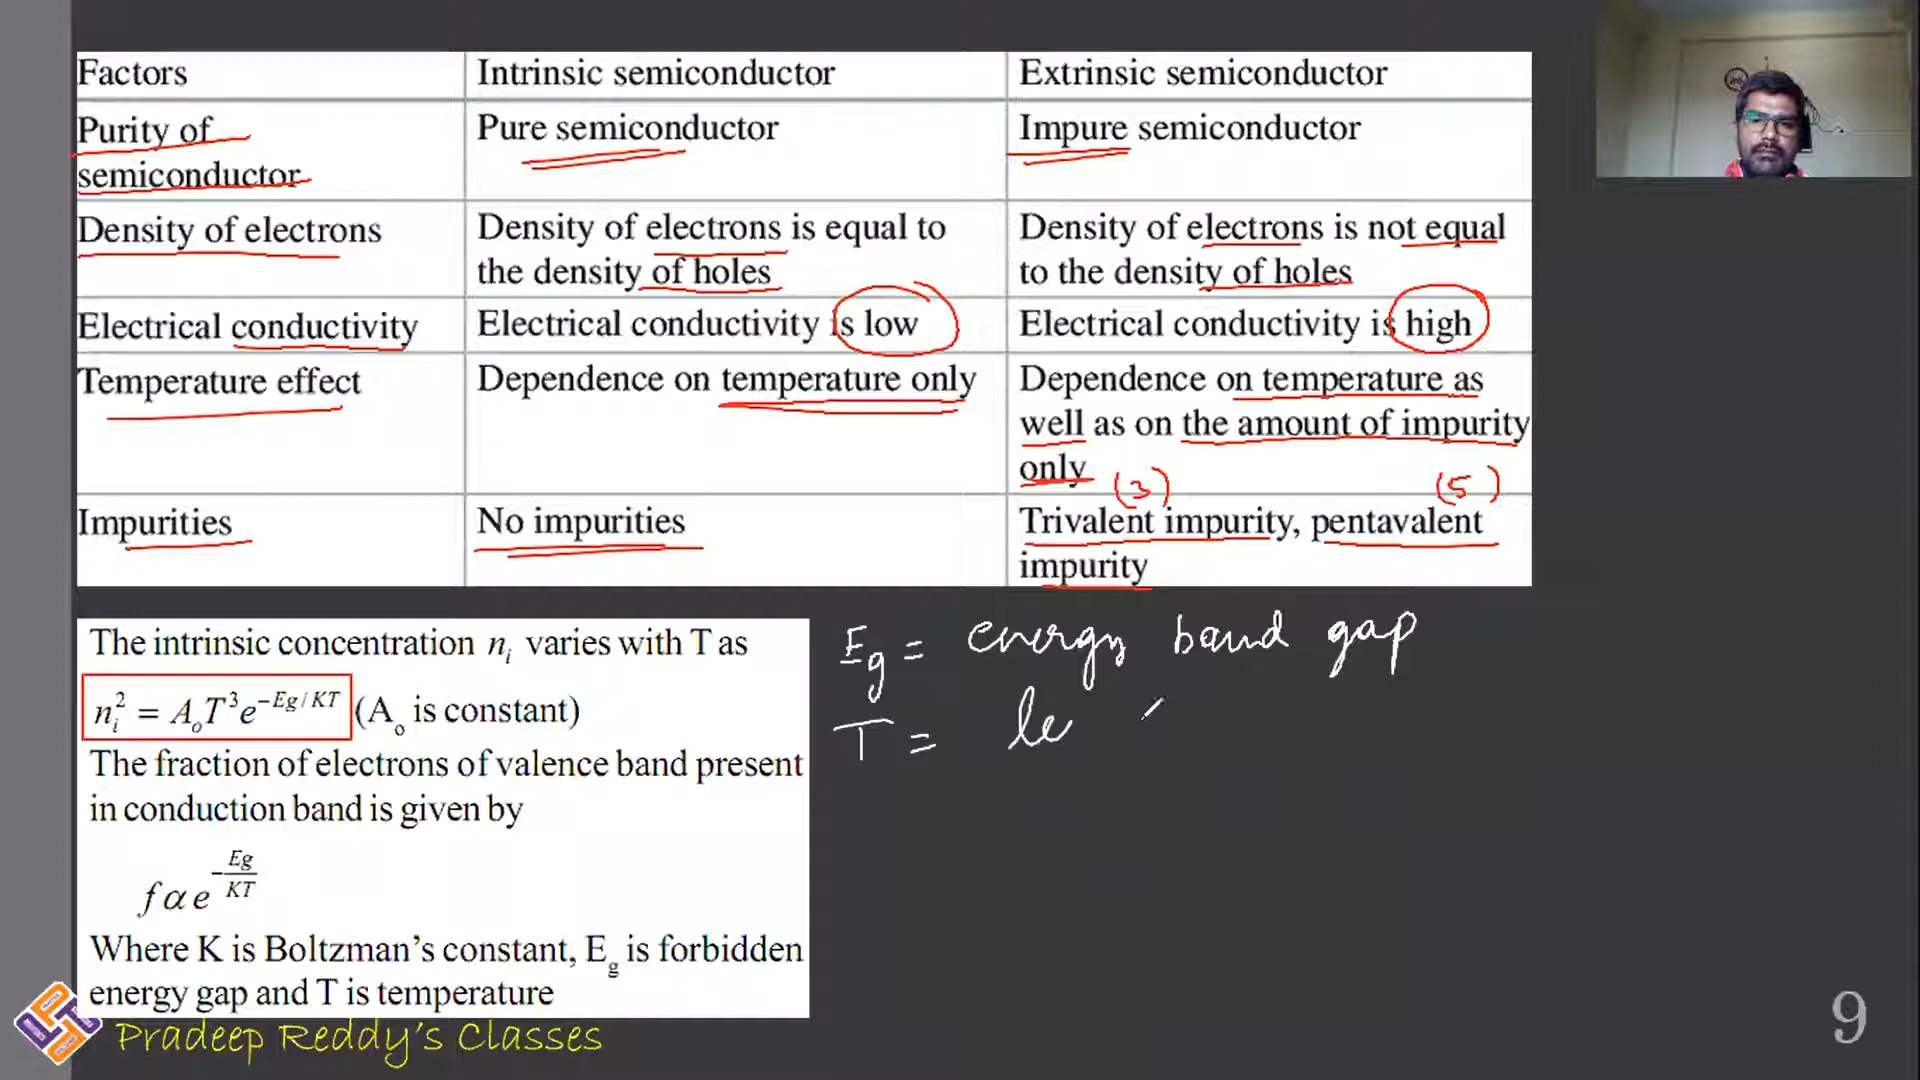 Factors Intrinsic semiconductor Extrinsic semiconductor
Purity of Pure semiconductor Impure semiconductor
semiconductor
Density of electrons Density of electrons is equal to Density of electrons is not equal
the density of holes to the density of holes
Electrical conductivity Electrical conductivity is low Electrical conductivity is high
Temperature effect Dependence on temperature only Dependence on temperature as
well as on the amount of impurity
only
(3) (5)
Impurities No impurities Trivalent impurity, pentavalent
impurity
The intrinsic concentration nᵢ varies with T as
nᵢ² = AₒT³e^(−Eg/KT) (Aₒ is constant)
The fraction of electrons of valence band present
in conduction band is given by
f α e^(−Eg/KT)
Where K is Boltzman's constant, E_g is forbidden
energy gap and T is temperature
E_g = energy band gap
T = le
Pradeep Reddy's Classes
9